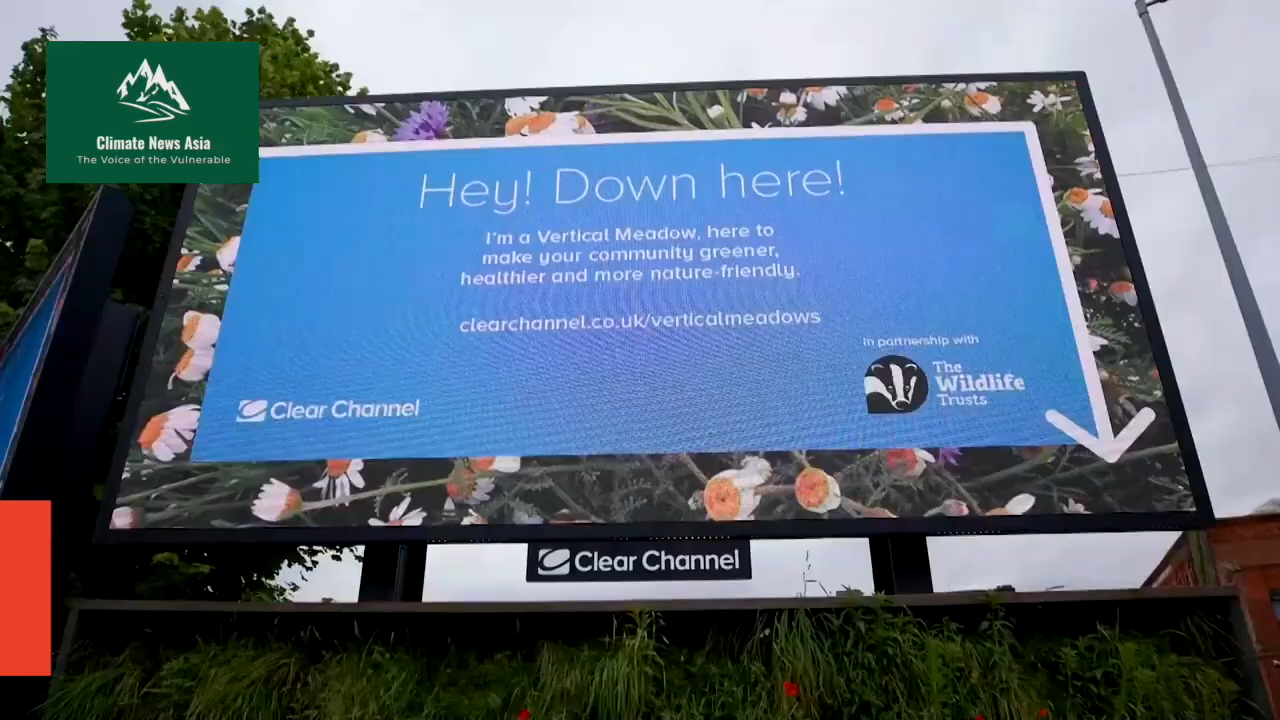 Climate News Asia
The Voice of the Vulnerable
Hey! Down here!
I'm a Vertical Meadow, here to
make your community greener,
healthier and more nature-friendly.
clearchannel.co.uk/verticalmeadows
In partnership with
The
Wildlife
Trusts
Clear Channel
Clear Channel